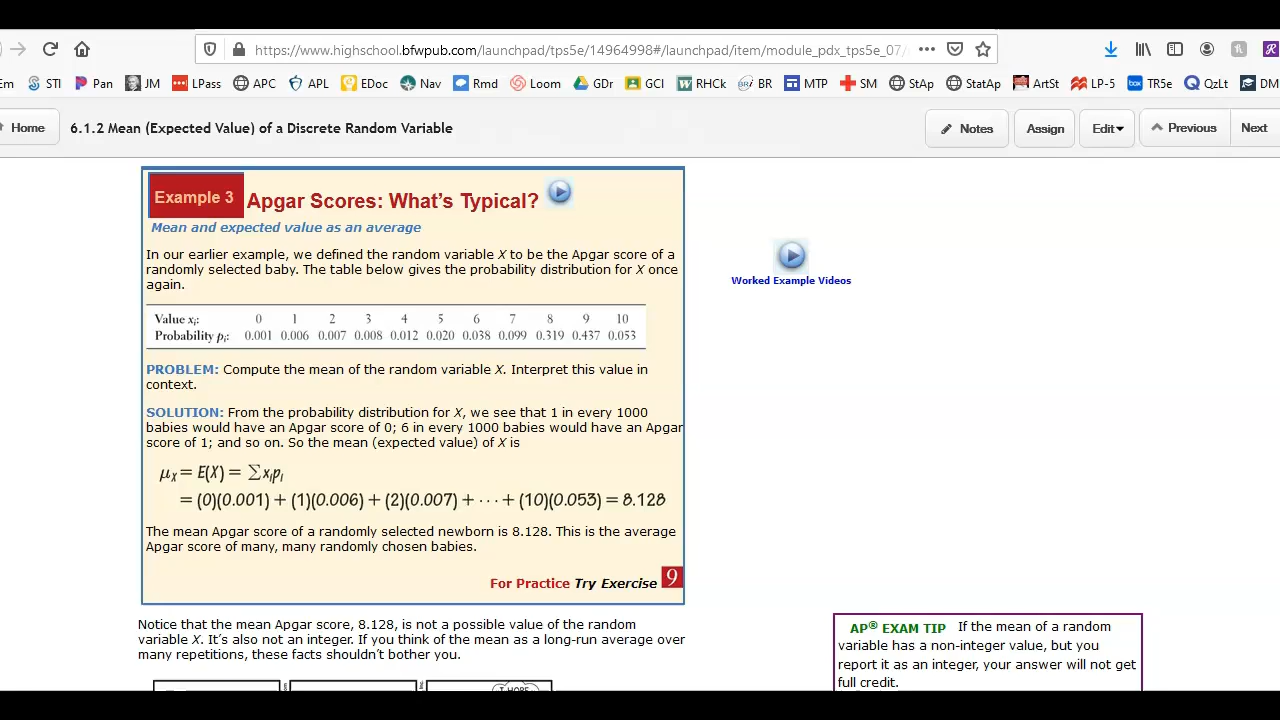 https://www.highschool.bfwpub.com/launchpad/tps5e/14964998#/launchpad/item/module_pdx_tps5e_07/
Em STI Pan JM LPass APC APL EDoc Nav Rmd Loom GDr GCI RHCk BR MTP SM StAp StatAp ArtSt LP-5 TR5e QzLt DM
Home 6.1.2 Mean (Expected Value) of a Discrete Random Variable Notes Assign Edit Previous Next
Example 3 Apgar Scores: What's Typical?
Mean and expected value as an average
In our earlier example, we defined the random variable X to be the Apgar score of a
randomly selected baby. The table below gives the probability distribution for X once
again.
Value xᵢ: 0 1 2 3 4 5 6 7 8 9 10
Probability pᵢ: 0.001 0.006 0.007 0.008 0.012 0.020 0.038 0.099 0.319 0.437 0.053
PROBLEM: Compute the mean of the random variable X. Interpret this value in
context.
SOLUTION: From the probability distribution for X, we see that 1 in every 1000
babies would have an Apgar score of 0; 6 in every 1000 babies would have an Apgar
score of 1; and so on. So the mean (expected value) of X is
μX = E(X) = ∑xᵢpᵢ
= (0)(0.001) + (1)(0.006) + (2)(0.007) + ··· + (10)(0.053) = 8.128
The mean Apgar score of a randomly selected newborn is 8.128. This is the average
Apgar score of many, many randomly chosen babies.
For Practice Try Exercise 9
Worked Example Videos
Notice that the mean Apgar score, 8.128, is not a possible value of the random
variable X. It's also not an integer. If you think of the mean as a long-run average over
many repetitions, these facts shouldn't bother you.
I HOPE
AP® EXAM TIP If the mean of a random
variable has a non-integer value, but you
report it as an integer, your answer will not get
full credit.